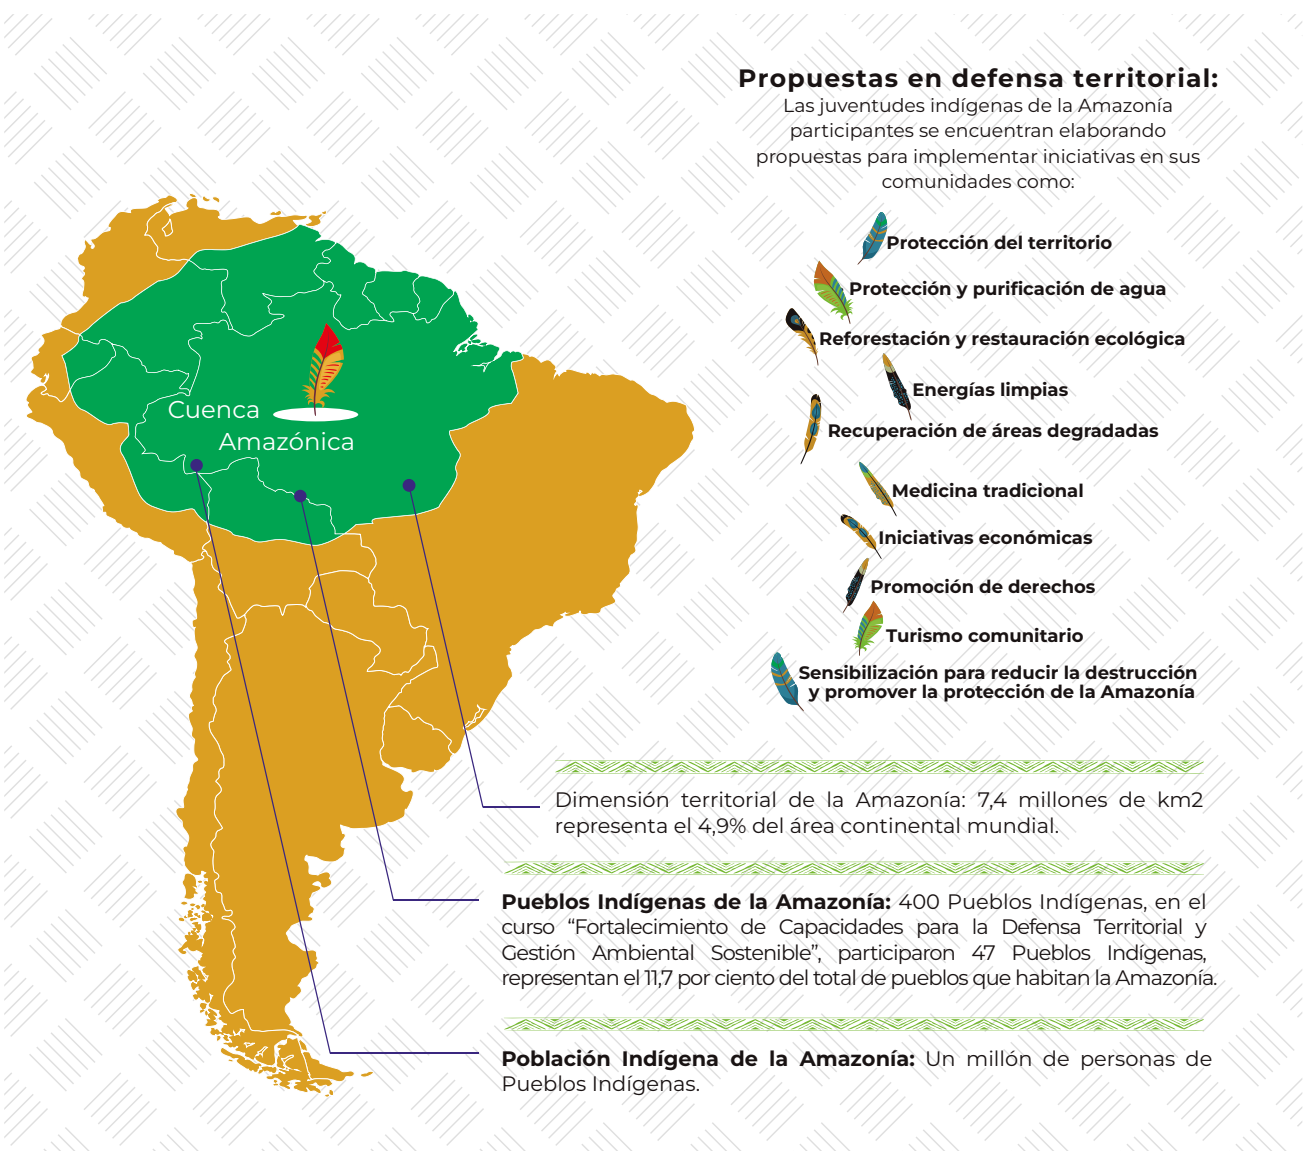 Propuestas en defensa territorial:
Las juventudes indígenas de la Amazonía
participantes se encuentran elaborando
propuestas para implementar iniciativas en sus
comunidades como:
Protección del territorio
Protección y purificación de agua
Reforestación y restauración ecológica
Energías limpias
Recuperación de áreas degradadas
Medicina tradicional
Iniciativas económicas
Promoción de derechos
Turismo comunitario
Sensibilización para reducir la destrucción
y promover la protección de la Amazonía
Cuenca
Amazónica
Dimensión territorial de la Amazonía: 7,4 millones de km2
representa el 4,9% del área continental mundial.
Pueblos Indígenas de la Amazonía: 400 Pueblos Indígenas, en el
curso “Fortalecimiento de Capacidades para la Defensa Territorial y
Gestión Ambiental Sostenible”, participaron 47 Pueblos Indígenas,
representan el 11,7 por ciento del total de pueblos que habitan la Amazonía.
Población Indígena de la Amazonía: Un millón de personas de
Pueblos Indígenas.